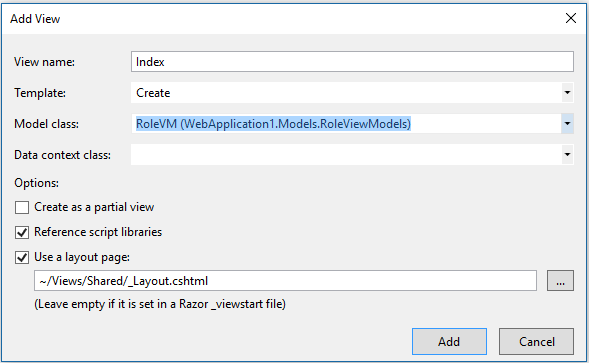 Add View
View name: Index
Template: Create
Model class: RoleVM (WebApplication1.Models.RoleViewModels)
Data context class:
Options:
Create as a partial view
Reference script libraries
Use a layout page:
~/Views/Shared/_Layout.cshtml ...
(Leave empty if it is set in a Razor _viewstart file)
Add Cancel